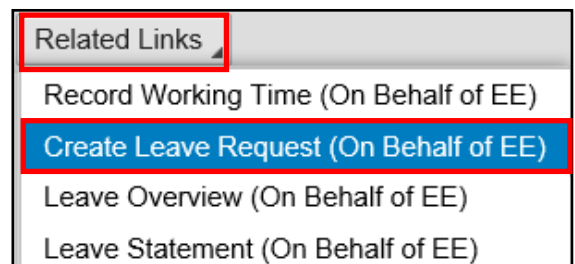 Related Links
Record Working Time (On Behalf of EE)
Create Leave Request (On Behalf of EE)
Leave Overview (On Behalf of EE)
Leave Statement (On Behalf of EE)